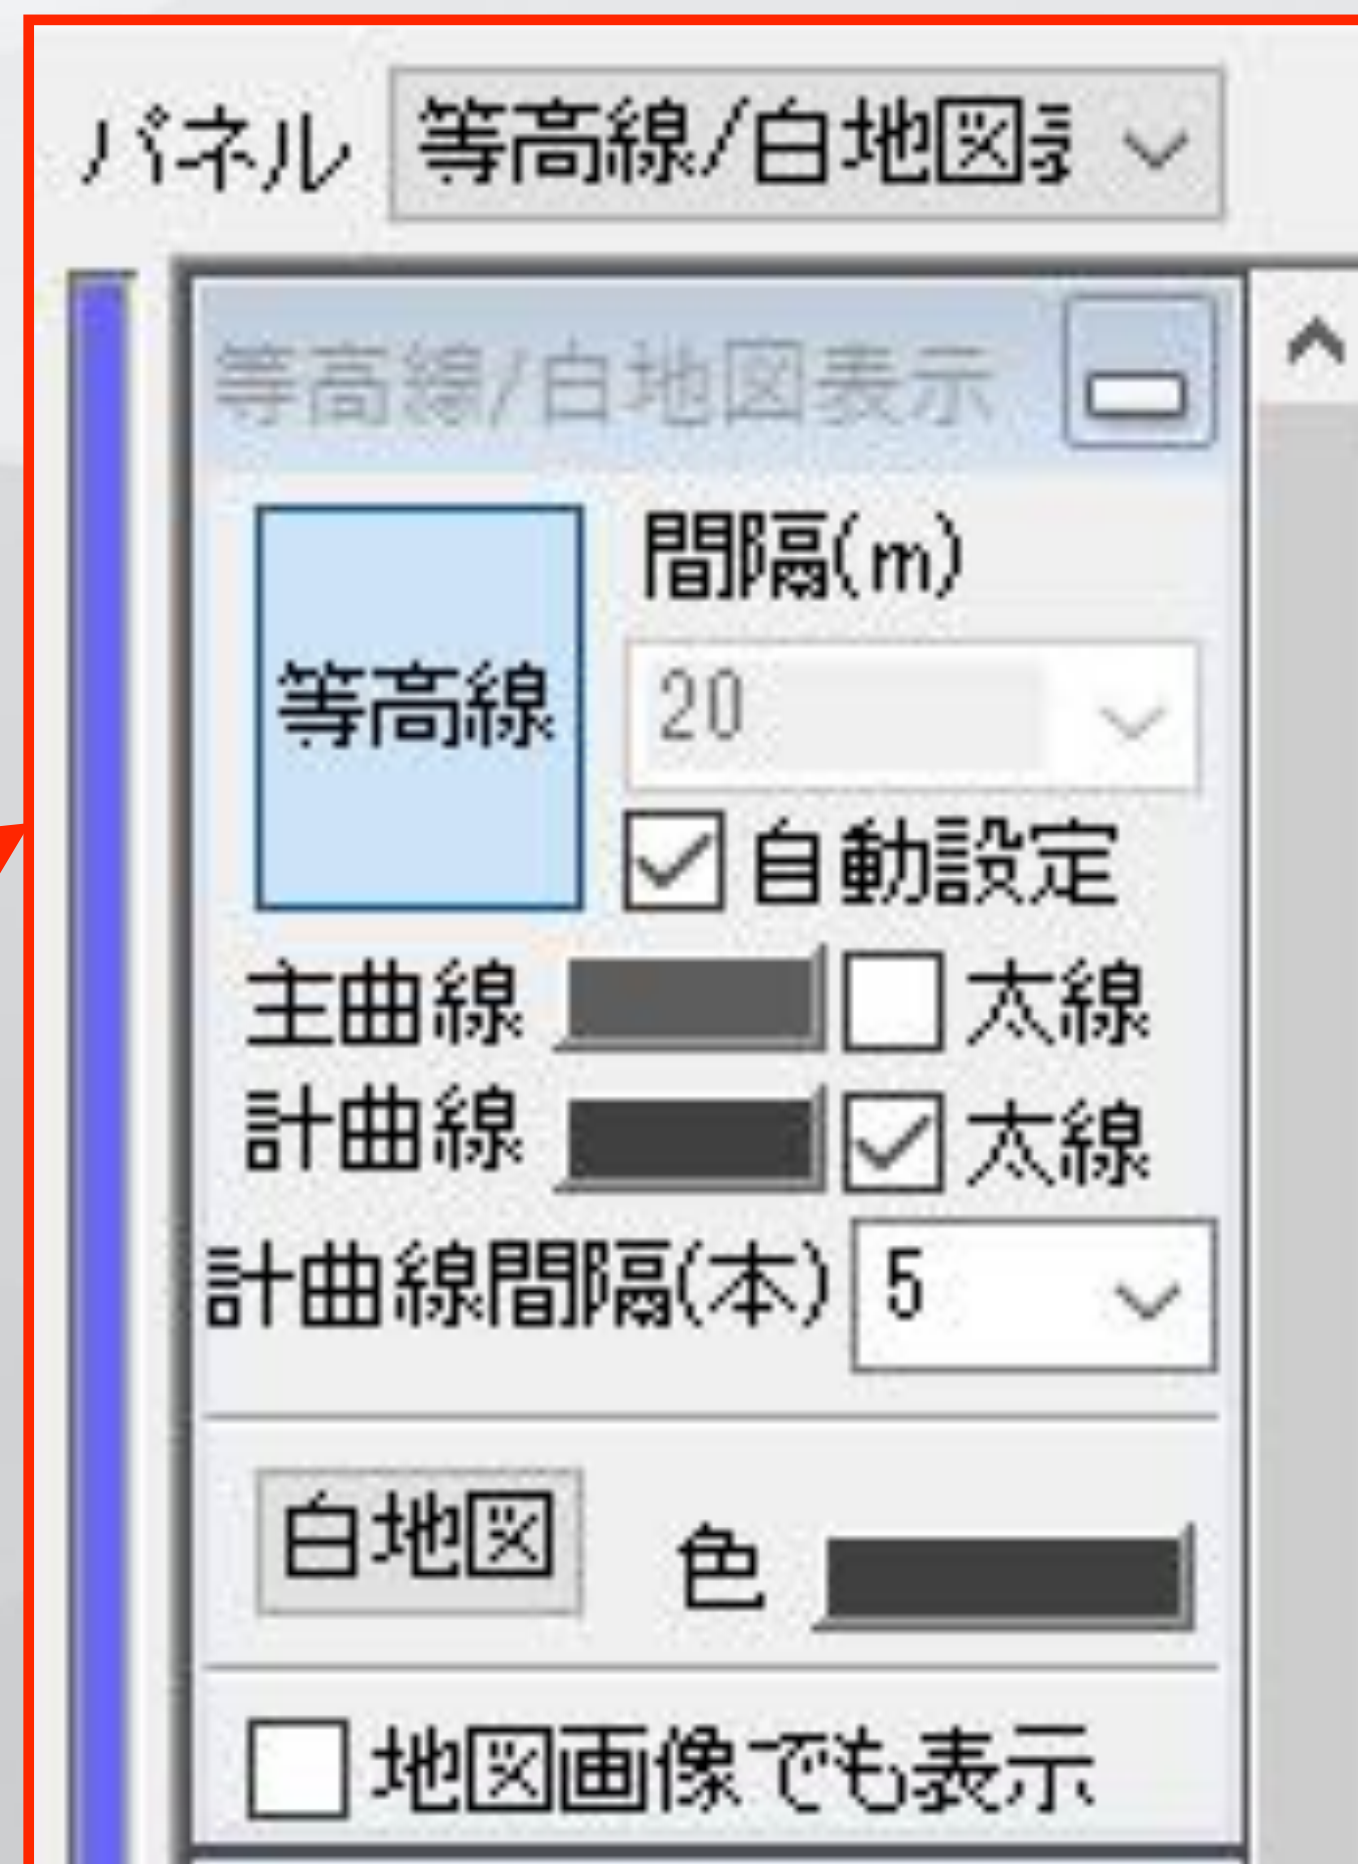 パネル 等高線/白地図表
等高線/白地図表示
間隔(m)
等高線 20
自動設定
主曲線 太線
計曲線 太線
計曲線間隔(本) 5
白地図 色
地図画像でも表示